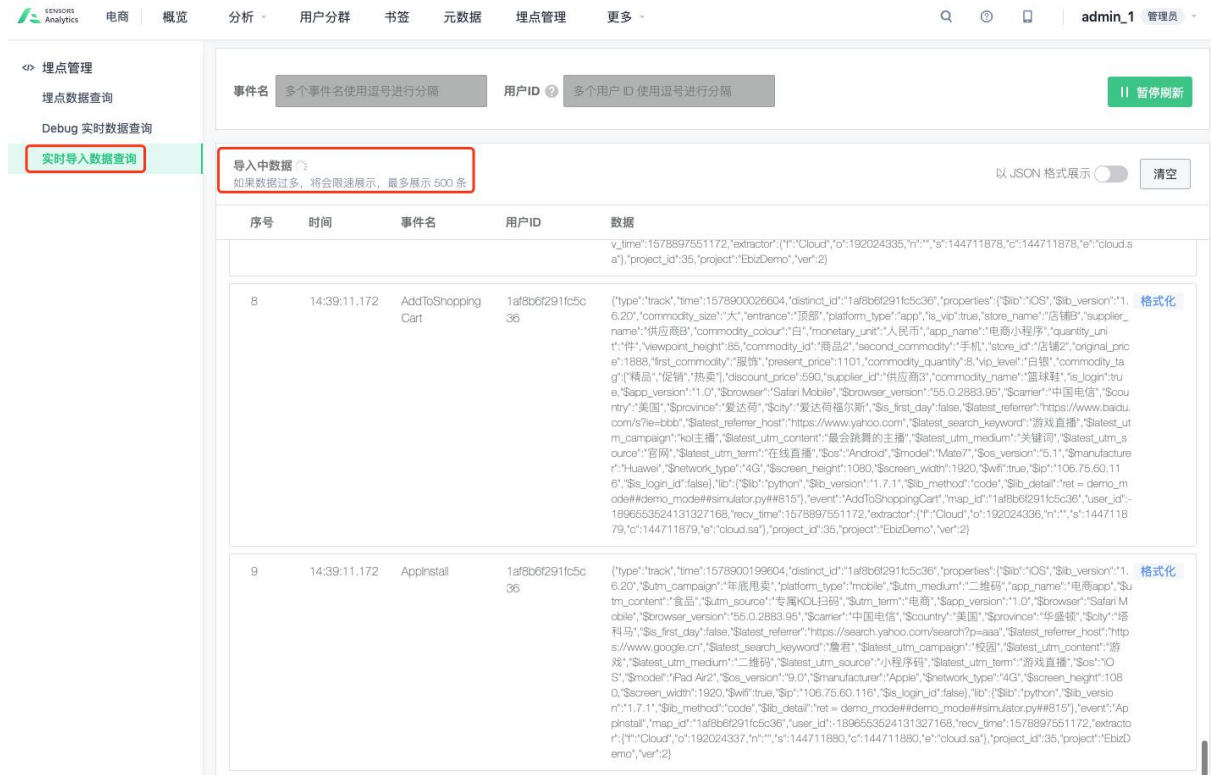 SENSORS
Analytics 电商 概览 分析 用户分群 书签 元数据 埋点管理 更多 admin_1 管理员
</> 埋点管理
埋点数据查询
Debug 实时数据查询
实时导入数据查询
事件名 多个事件名使用逗号进行分隔 用户ID 多个用户 ID 使用逗号进行分隔 暂停刷新
导入中数据
如果数据过多，将会限速展示，最多展示 500 条
以 JSON 格式展示 清空
序号 时间 事件名 用户ID 数据
v_time":1578897551172,"extractor":{"f":"Cloud","o":192024335,"n":"","s":144711878,"c":144711878,"e":"cloud.s
a"},"project_id":35,"project":"EbizDemo","ver":2}
8 14:39:11.172 AddToShopping
Cart
1af8b6f291fc5c
36
{"type":"track","time":1578900026604,"distinct_id":"1af8b6f291fc5c36","properties":{"$lib":"iOS","$lib_version":"1.
6.20","commodity_size":"大","entrance":"顶部","platform_type":"app","is_vip":true,"store_name":"店铺B","supplier_
name":"供应商B","commodity_colour":"白","monetary_unit":"人民币","app_name":"电商小程序","quantity_uni
t":"件","viewpoint_height":85,"commodity_id":"商品2","second_commodity":"手机","store_id":"店铺2","original_pric
e":1888,"first_commodity":"服饰","present_price":1101,"commodity_quantity":8,"vip_level":"白银","commodity_ta
g":["精品","促销","热卖"],"discount_price":590,"supplier_id":"供应商3","commodity_name":"篮球鞋","is_login":tru
e,"$app_version":"1.0","$browser":"Safari Mobile","$browser_version":"55.0.2883.95","$carrier":"中国电信","$cou
ntry":"美国","$province":"爱达荷","$city":"爱达荷福尔斯","$is_first_day":false,"$latest_referrer":"https://www.baidu.
com/s?ie=bbb","$latest_referrer_host":"https://www.yahoo.com","$latest_search_keyword":"游戏直播","$latest_ut
m_campaign":"kol主播","$latest_utm_content":"最会跳舞的主播","$latest_utm_medium":"关键词","$latest_utm_s
ource":"官网","$latest_utm_term":"在线直播","$os":"Android","$model":"Mate7","$os_version":"5.1","$manufacture
r":"Huawei","$network_type":"4G","$screen_height":1080,"$screen_width":1920,"$wifi":true,"$ip":"106.75.60.11
6","$is_login_id":false},"lib":{"$lib":"python","$lib_version":"1.7.1","$lib_method":"code","$lib_detail":"ret = demo_m
ode##demo_mode##simulator.py##815"},"event":"AddToShoppingCart","map_id":"1af8b6f291fc5c36","user_id":-
1896553524131327168,"recv_time":1578897551172,"extractor":{"f":"Cloud","o":192024336,"n":"","s":1447118
79,"c":144711879,"e":"cloud.sa"},"project_id":35,"project":"EbizDemo","ver":2}
格式化
9 14:39:11.172 AppInstall
1af8b6f291fc5c
36
{"type":"track","time":1578900199604,"distinct_id":"1af8b6f291fc5c36","properties":{"$lib":"iOS","$lib_version":"1.
6.20","$utm_campaign":"年底甩卖","platform_type":"mobile","$utm_medium":"二维码","app_name":"电商app","$u
tm_content":"食品","$utm_source":"专属KOL扫码","$utm_term":"电商","$app_version":"1.0","$browser":"Safari M
obile","$browser_version":"55.0.2883.95","$carrier":"中国电信","$country":"美国","$province":"华盛顿","$city":"塔
科马","$is_first_day":false,"$latest_referrer":"https://search.yahoo.com/search?p=aaa","$latest_referrer_host":"http
s://www.google.cn","$latest_search_keyword":"詹君","$latest_utm_campaign":"校园","$latest_utm_content":"游
戏","$latest_utm_medium":"二维码","$latest_utm_source":"小程序码","$latest_utm_term":"游戏直播","$os":"iO
S","$model":"iPad Air2","$os_version":"9.0","$manufacturer":"Apple","$network_type":"4G","$screen_height":108
0,"$screen_width":1920,"$wifi":true,"$ip":"106.75.60.116","$is_login_id":false},"lib":{"$lib":"python","$lib_versio
n":"1.7.1","$lib_method":"code","$lib_detail":"ret = demo_mode##demo_mode##simulator.py##815"},"event":"Ap
pInstall","map_id":"1af8b6f291fc5c36","user_id":-1896553524131327168,"recv_time":1578897551172,"extracto
r":{"f":"Cloud","o":192024337,"n":"","s":144711880,"c":144711880,"e":"cloud.sa"},"project_id":35,"project":"EbizD
emo","ver":2}
格式化